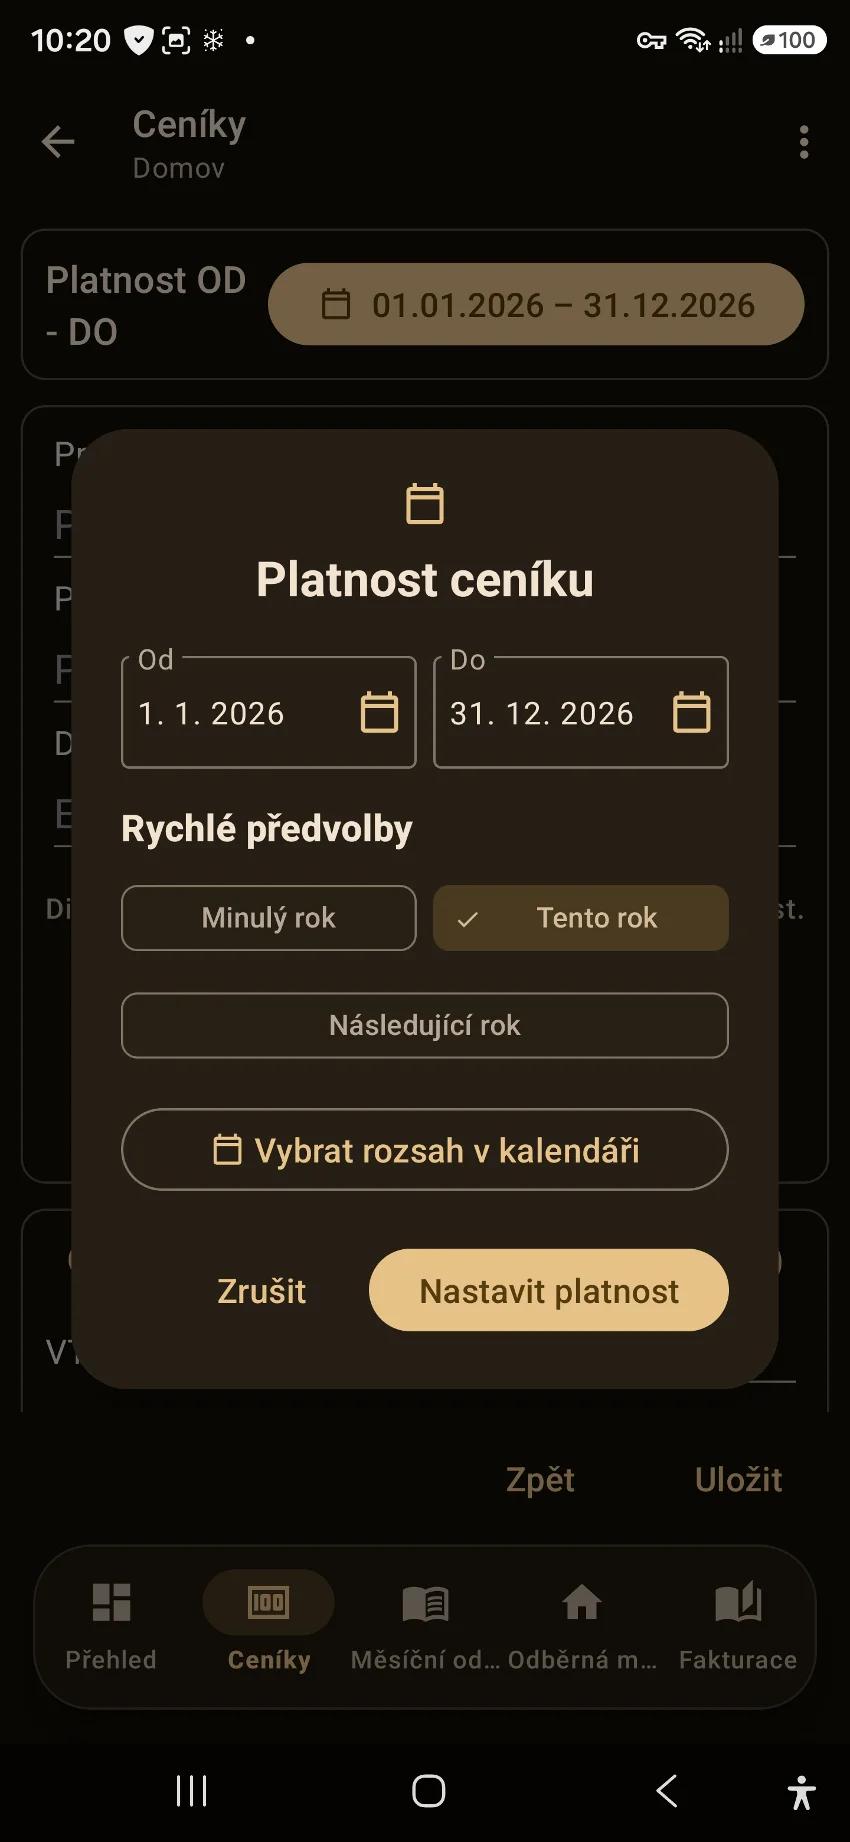 10:20
100
Ceníky
Domov
Platnost OD
- DO
01.01.2026 – 31.12.2026
Platnost ceníku
Od
1. 1. 2026
Do
31. 12. 2026
Rychlé předvolby
Minulý rok
Tento rok
Následující rok
Vybrat rozsah v kalendáři
Zrušit
Nastavit platnost
Zpět
Uložit
Přehled
Ceníky
Měsíční od…
Odběrná m…
Fakturace